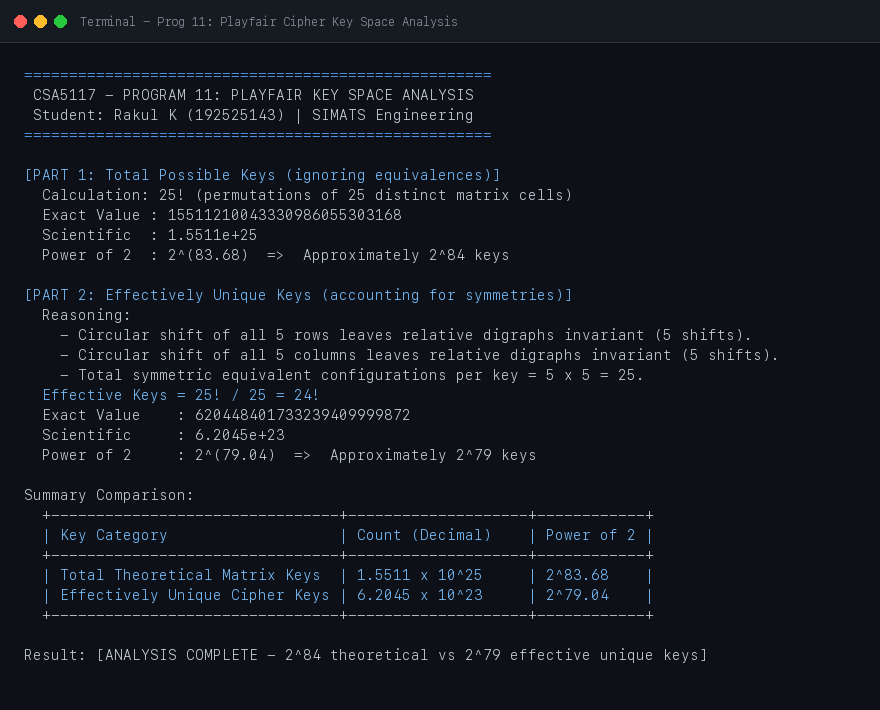 Terminal — Prog 11: Playfair Cipher Key Space Analysis
====================================================
CSA5117 — PROGRAM 11: PLAYFAIR KEY SPACE ANALYSIS
Student: Rakul K (192525143) | SIMATS Engineering
====================================================
[PART 1: Total Possible Keys (ignoring equivalences)]
Calculation: 25! (permutations of 25 distinct matrix cells)
Exact Value : 15511210043330986055303168
Scientific : 1.5511e+25
Power of 2 : 2^(83.68) => Approximately 2^84 keys
[PART 2: Effectively Unique Keys (accounting for symmetries)]
Reasoning:
— Circular shift of all 5 rows leaves relative digraphs invariant (5 shifts).
— Circular shift of all 5 columns leaves relative digraphs invariant (5 shifts).
— Total symmetric equivalent configurations per key = 5 x 5 = 25.
Effective Keys = 25! / 25 = 24!
Exact Value : 620448401733239409999872
Scientific : 6.2045e+23
Power of 2 : 2^(79.04) => Approximately 2^79 keys
Summary Comparison:
+--------------------------------+--------------------+------------+
| Key Category | Count (Decimal) | Power of 2 |
+--------------------------------+--------------------+------------+
| Total Theoretical Matrix Keys | 1.5511 x 10^25 | 2^83.68 |
| Effectively Unique Cipher Keys | 6.2045 x 10^23 | 2^79.04 |
+--------------------------------+--------------------+------------+
Result: [ANALYSIS COMPLETE — 2^84 theoretical vs 2^79 effective unique keys]